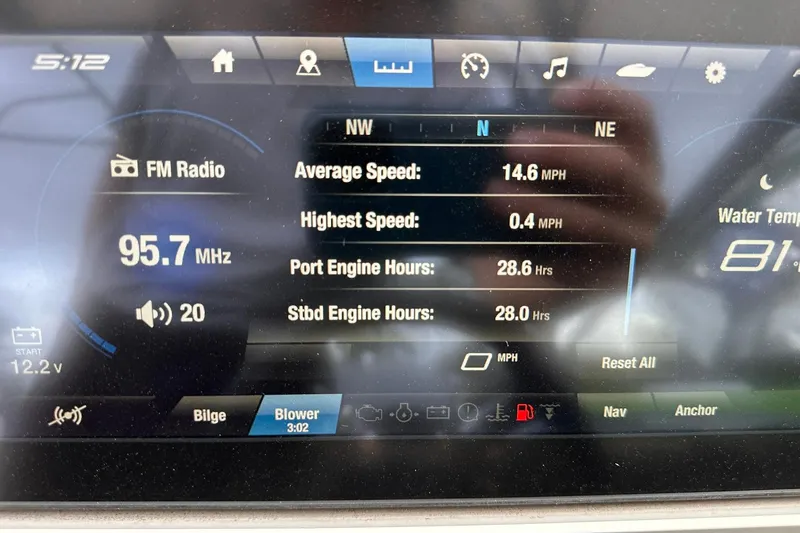 5:12
NW N NE
FM Radio
95.7 MHz
20
START
12.2 V
Average Speed: 14.6 MPH
Highest Speed: 0.4 MPH
Port Engine Hours: 28.6 Hrs
Stbd Engine Hours: 28.0 Hrs
MPH
Reset All
Water Temp
81°
Bilge
Blower
3:02
Nav
Anchor